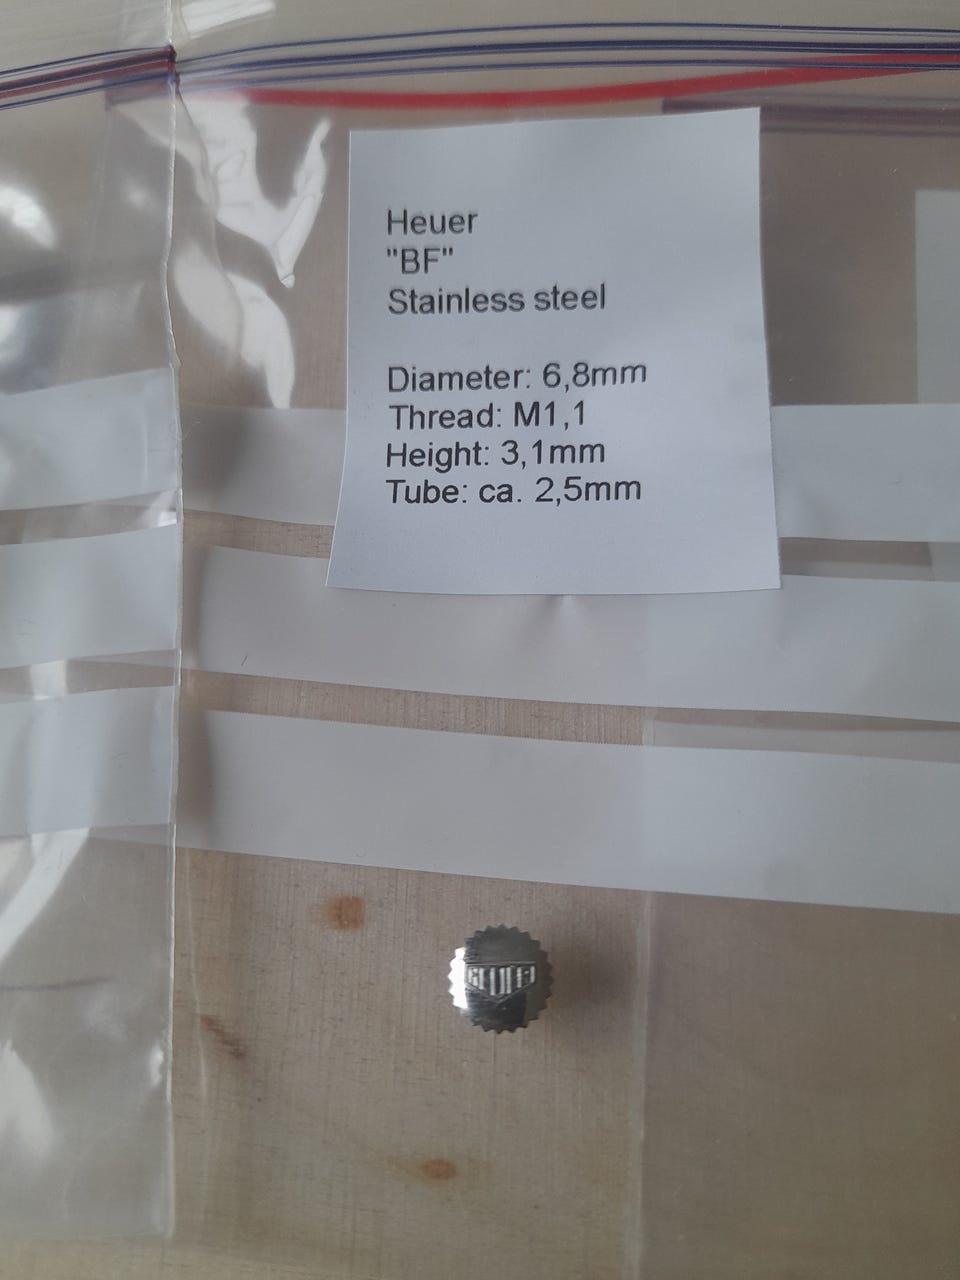 Heuer
"BF"
Stainless steel
Diameter: 6,8mm
Thread: M1,1
Height: 3,1mm
Tube: ca. 2,5mm